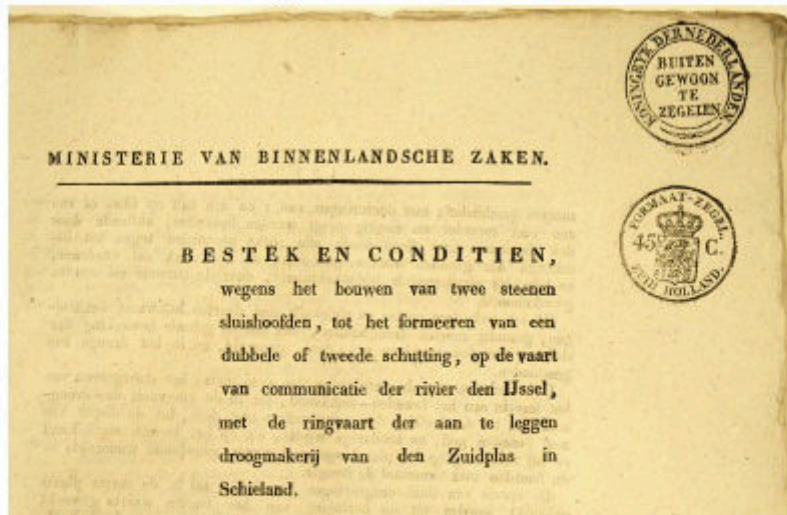 KONINGRYK DER NEDERLANDEN
BUITEN
GEWOON
TE
ZEGELEN
MINISTERIE VAN BINNENLANDSCHE ZAKEN.
FORMAAT-ZEGEL.
45 C.
ZUID HOLLAND.
BESTEK EN CONDITIEN,
wegens het bouwen van twee steenen
sluishoofden, tot het formeeren van een
dubbele of tweede schutting, op de vaart
van communicatie der rivier den IJssel,
met de ringvaart der aan te leggen
droogmakerij van den Zuidplas in
Schieland.